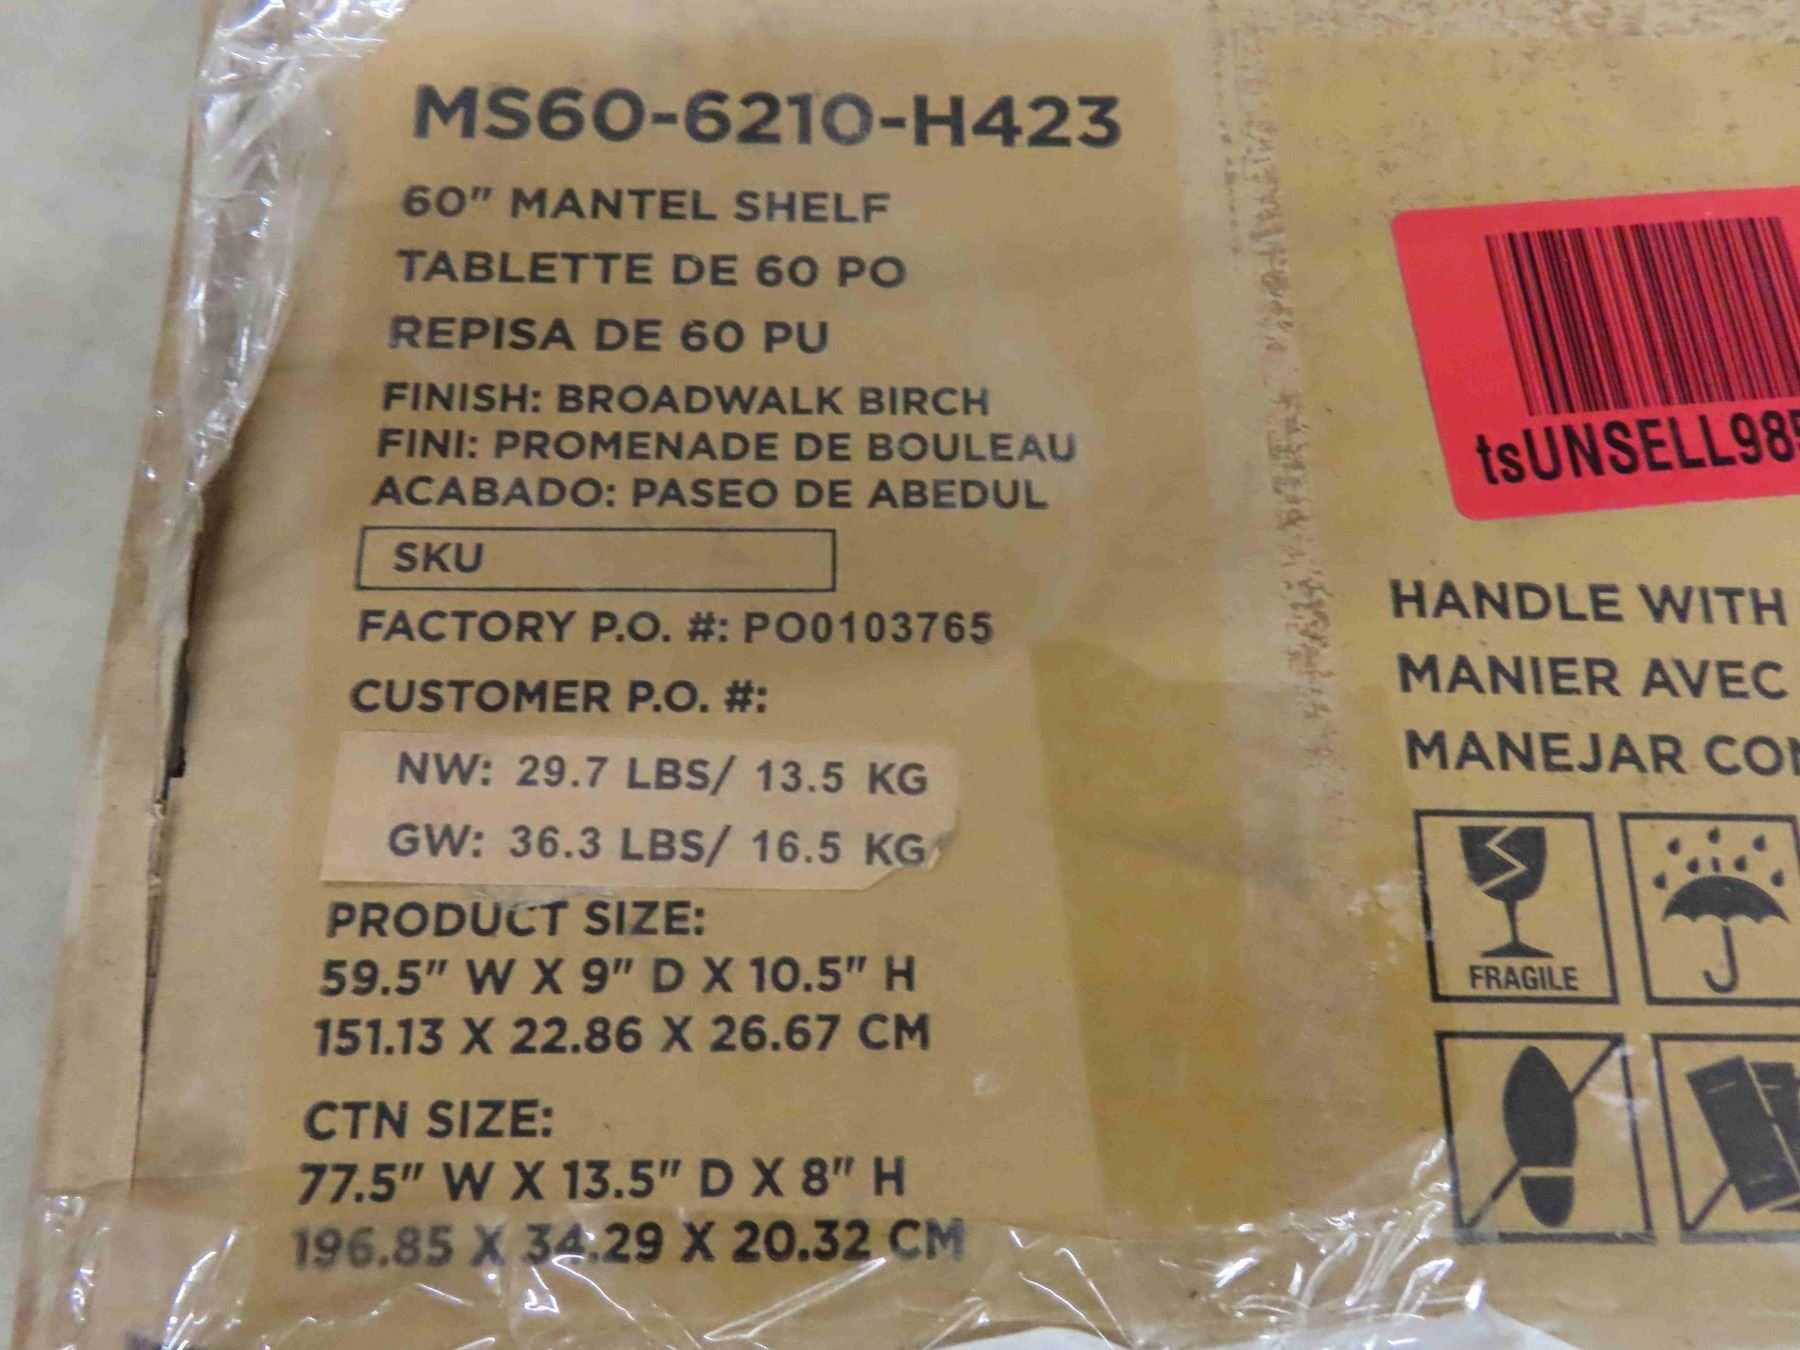 MS60-6210-H423
60" MANTEL SHELF
TABLETTE DE 60 PO
REPISA DE 60 PU
FINISH: BROADWALK BIRCH
FINI: PROMENADE DE BOULEAU
ACABADO: PASEO DE ABEDUL
SKU
FACTORY P.O. #: PO0103765
CUSTOMER P.O. #:
NW: 29.7 LBS/ 13.5 KG
GW: 36.3 LBS/ 16.5 KG
PRODUCT SIZE:
59.5" W X 9" D X 10.5" H
151.13 X 22.86 X 26.67 CM
CTN SIZE:
77.5" W X 13.5" D X 8" H
196.85 X 34.29 X 20.32 CM
tsUNSELL985
HANDLE WITH
MANIER AVEC
MANEJAR CON
FRAGILE